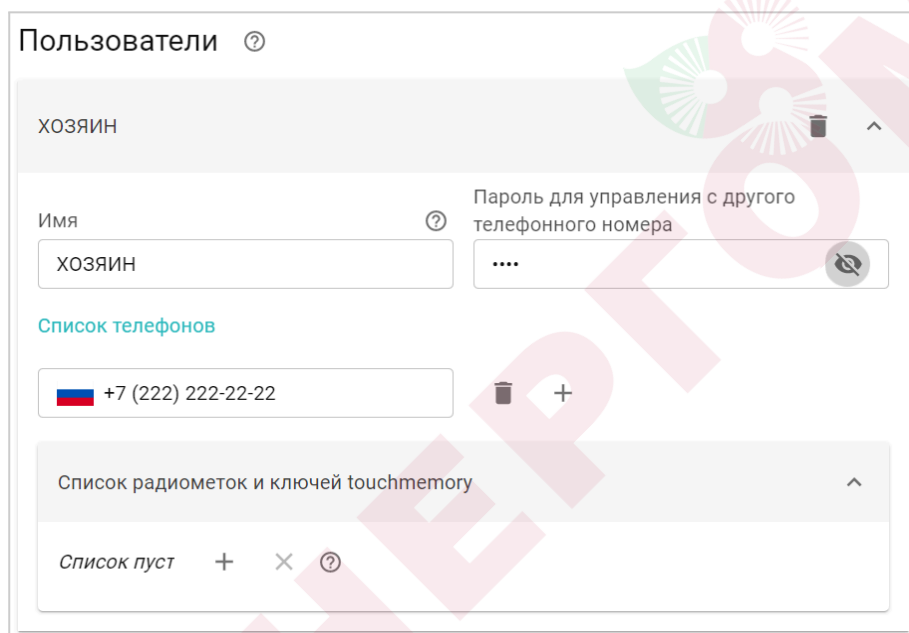 Пользователи
ХОЗЯИН
Имя
Пароль для управления с другого
телефонного номера
ХОЗЯИН
••••
Список телефонов
+7 (222) 222-22-22
Список радиометок и ключей touchmemory
Список пуст